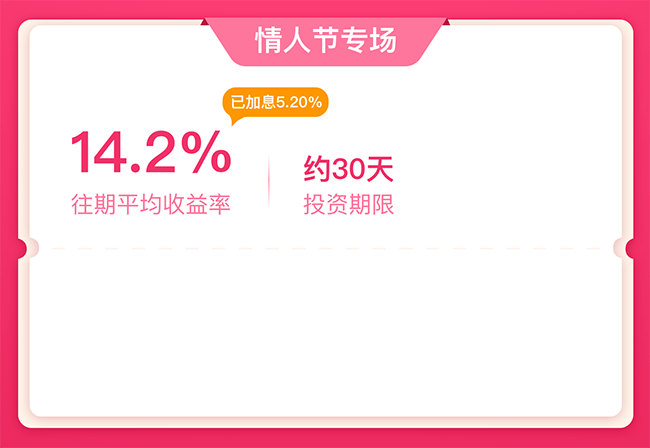 情人节专场
已加息5.20%
14.2%
往期平均收益率
约30天
投资期限